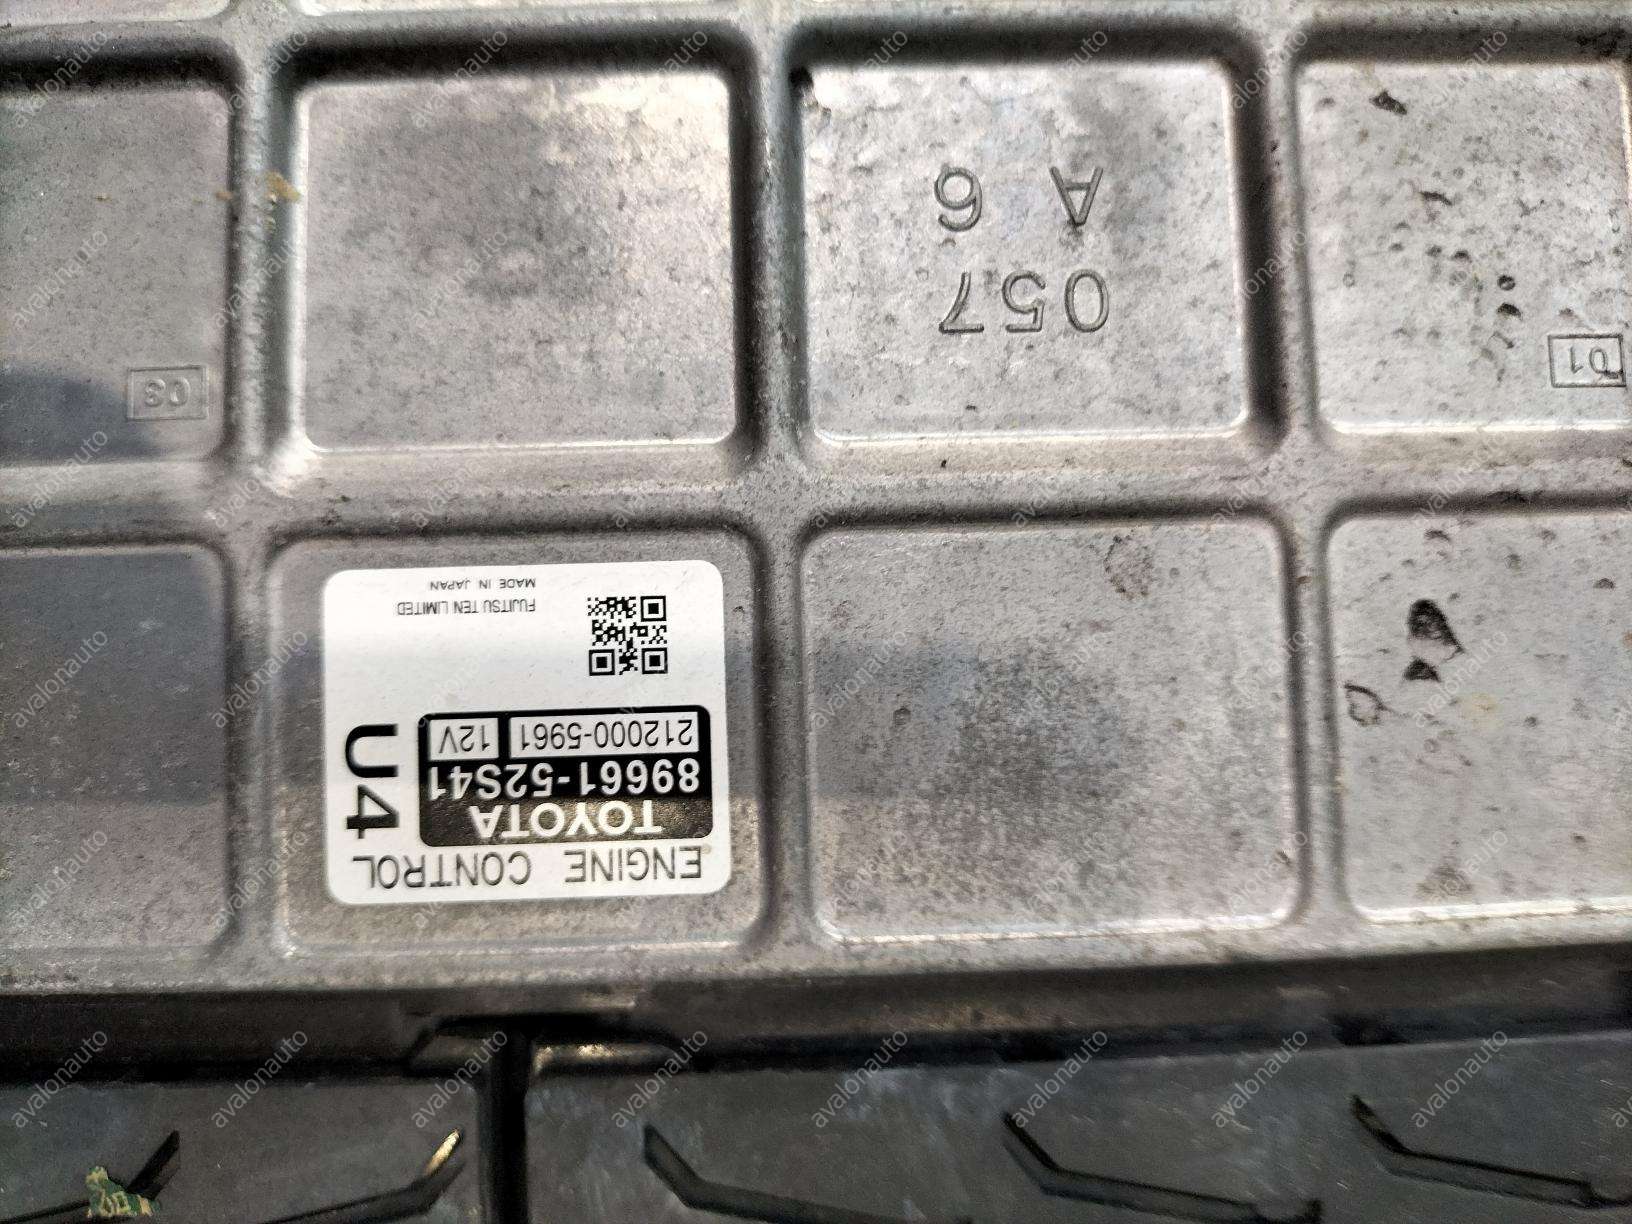 ENGINE CONTROL
TOYOTA
89661-52S41
212000-5961 12V
U4
FUJITSU TEN LIMITED
MADE IN JAPAN
01
057
A 6
03
avalonauto